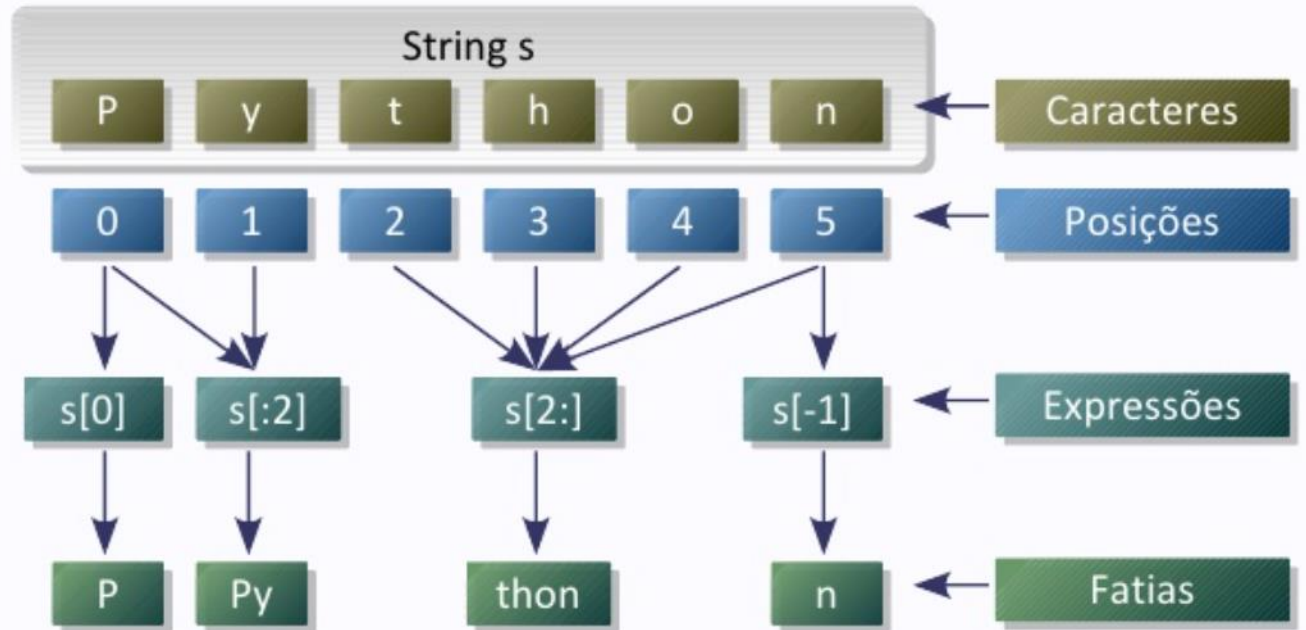 String s
P y t h o n Caracteres
0 1 2 3 4 5 Posições
s[0] s[:2] s[2:] s[-1] Expressões
P Py thon n Fatias